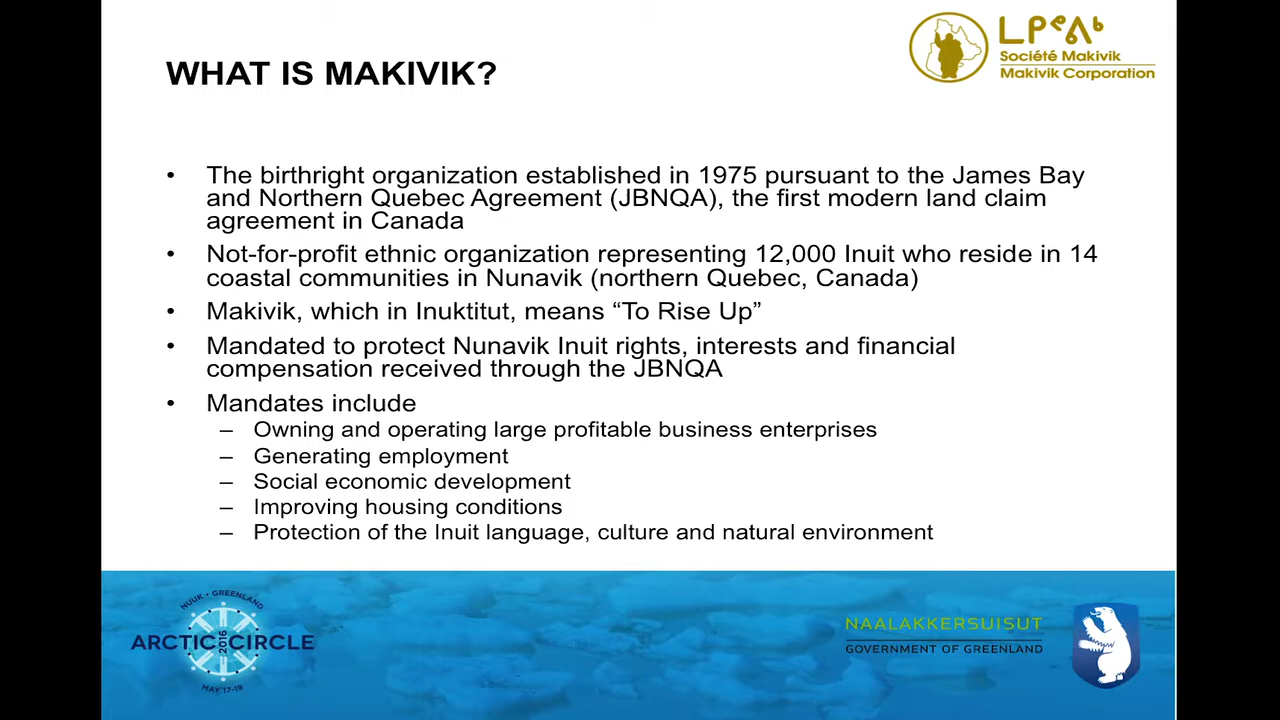 WHAT IS MAKIVIK?
ᒪᑭᕝᕕᒃ
Société Makivik
Makivik Corporation
• The birthright organization established in 1975 pursuant to the James Bay
and Northern Quebec Agreement (JBNQA), the first modern land claim
agreement in Canada
• Not-for-profit ethnic organization representing 12,000 Inuit who reside in 14
coastal communities in Nunavik (northern Quebec, Canada)
• Makivik, which in Inuktitut, means “To Rise Up”
• Mandated to protect Nunavik Inuit rights, interests and financial
compensation received through the JBNQA
• Mandates include
– Owning and operating large profitable business enterprises
– Generating employment
– Social economic development
– Improving housing conditions
– Protection of the Inuit language, culture and natural environment
NUUK • GREENLAND
ARCTIC CIRCLE
2016
MAY 17-19
NAALAKKERSUISUT
GOVERNMENT OF GREENLAND